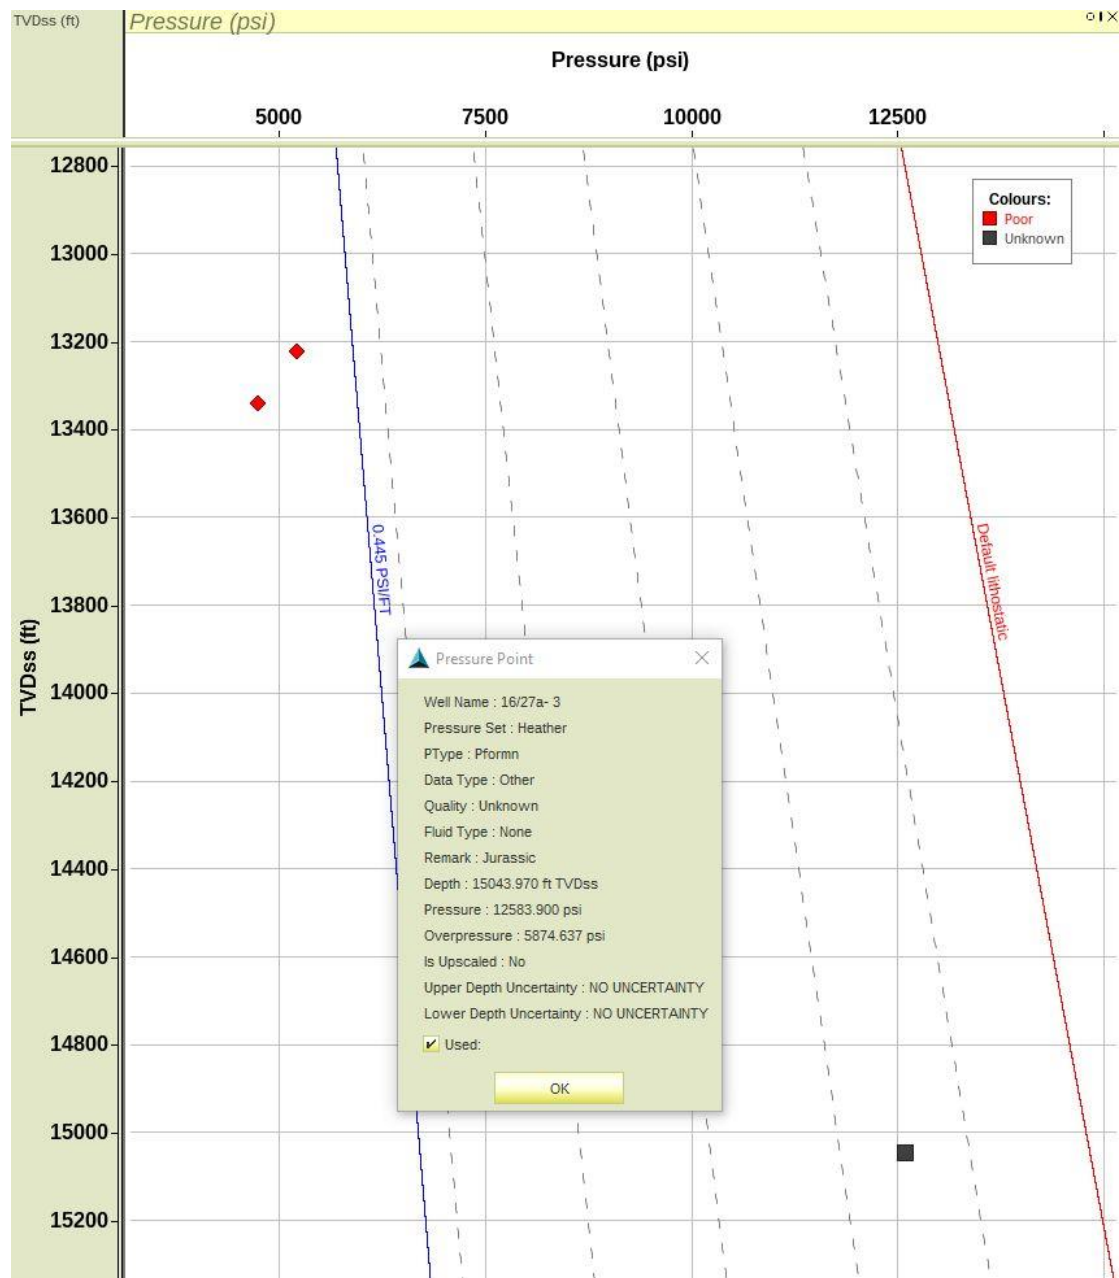 TVDss (ft)
Pressure (psi)
Pressure (psi)
5000 7500 10000 12500
12800
13000
13200
13400
13600
13800
14000
14200
14400
14600
14800
15000
15200
TVDss (ft)
Colours:
Poor
Unknown
0.445 PSI/FT
Default lithostatic
Pressure Point
Well Name : 16/27a- 3
Pressure Set : Heather
PType : Pformn
Data Type : Other
Quality : Unknown
Fluid Type : None
Remark : Jurassic
Depth : 15043.970 ft TVDss
Pressure : 12583.900 psi
Overpressure : 5874.637 psi
Is Upscaled : No
Upper Depth Uncertainty : NO UNCERTAINTY
Lower Depth Uncertainty : NO UNCERTAINTY
Used:
OK